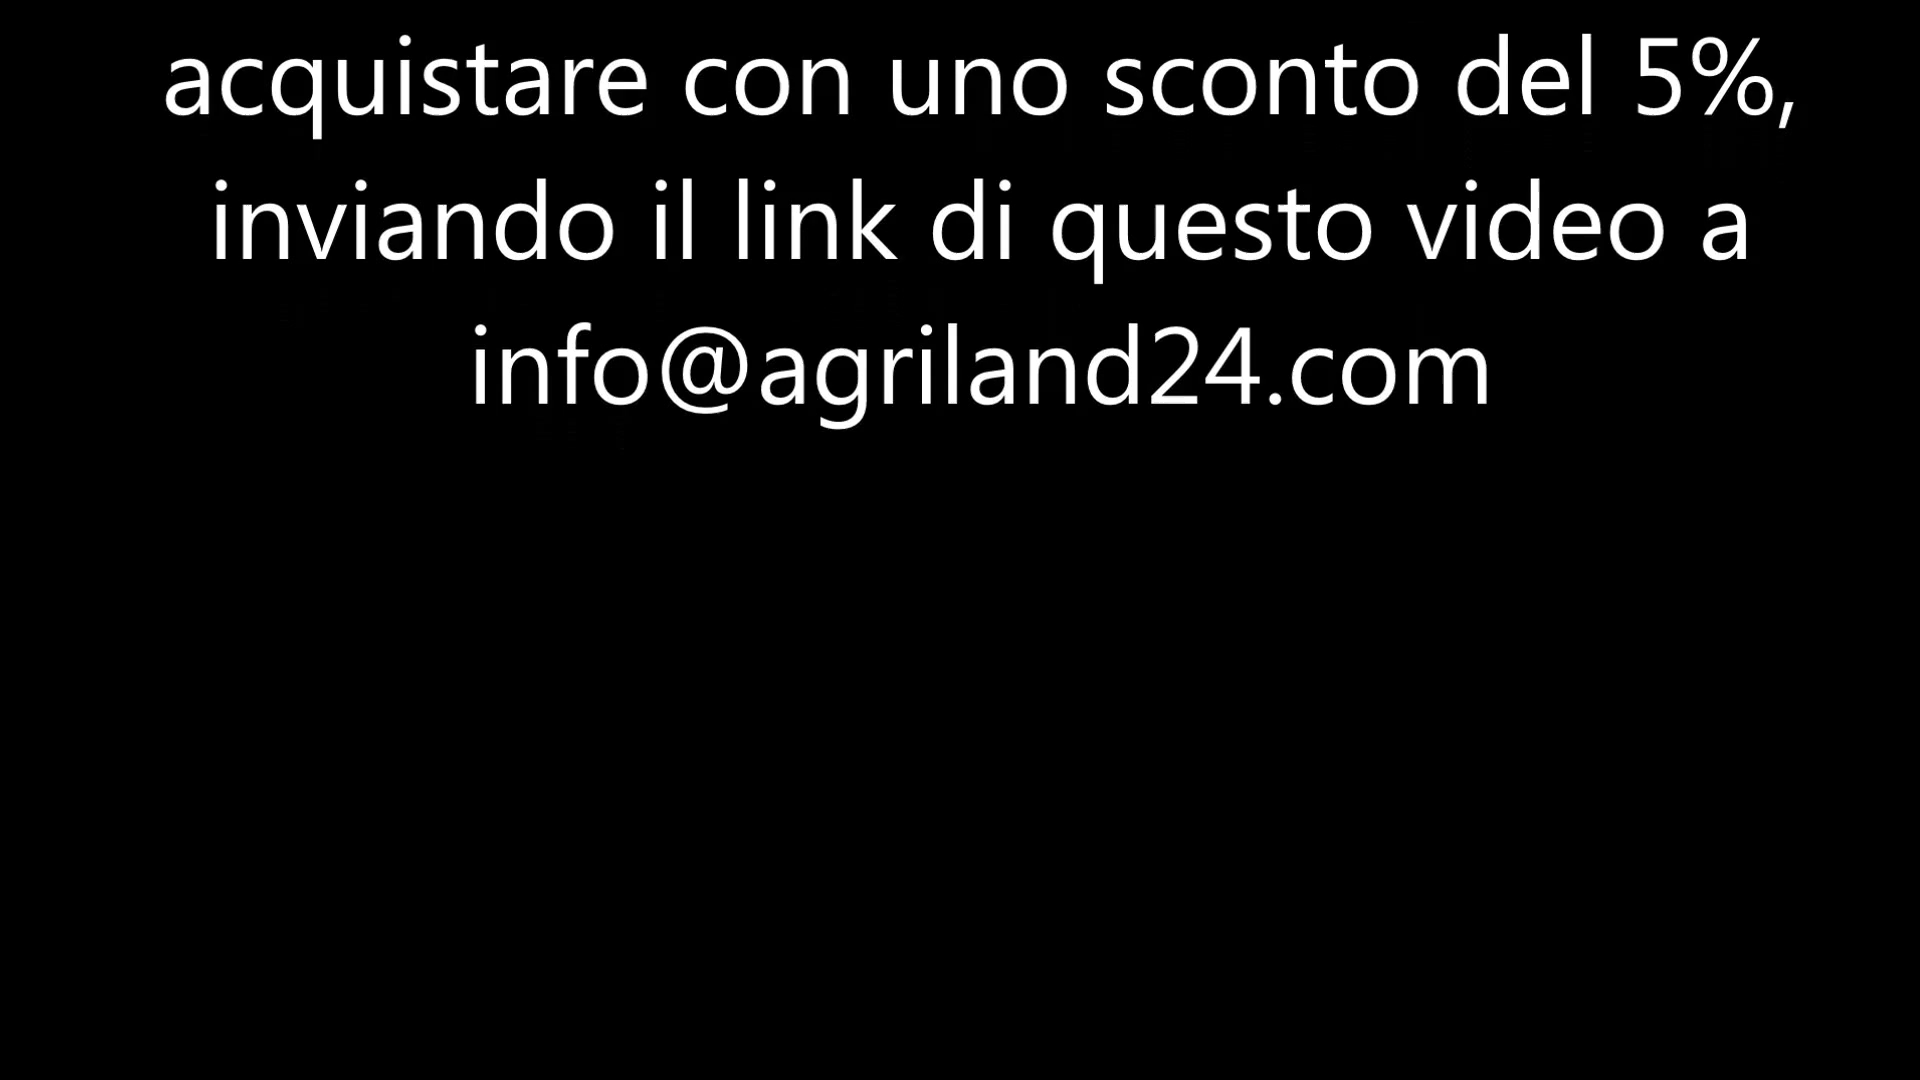 acquistare con uno sconto del 5%,
inviando il link di questo video a
info@agriland24.com